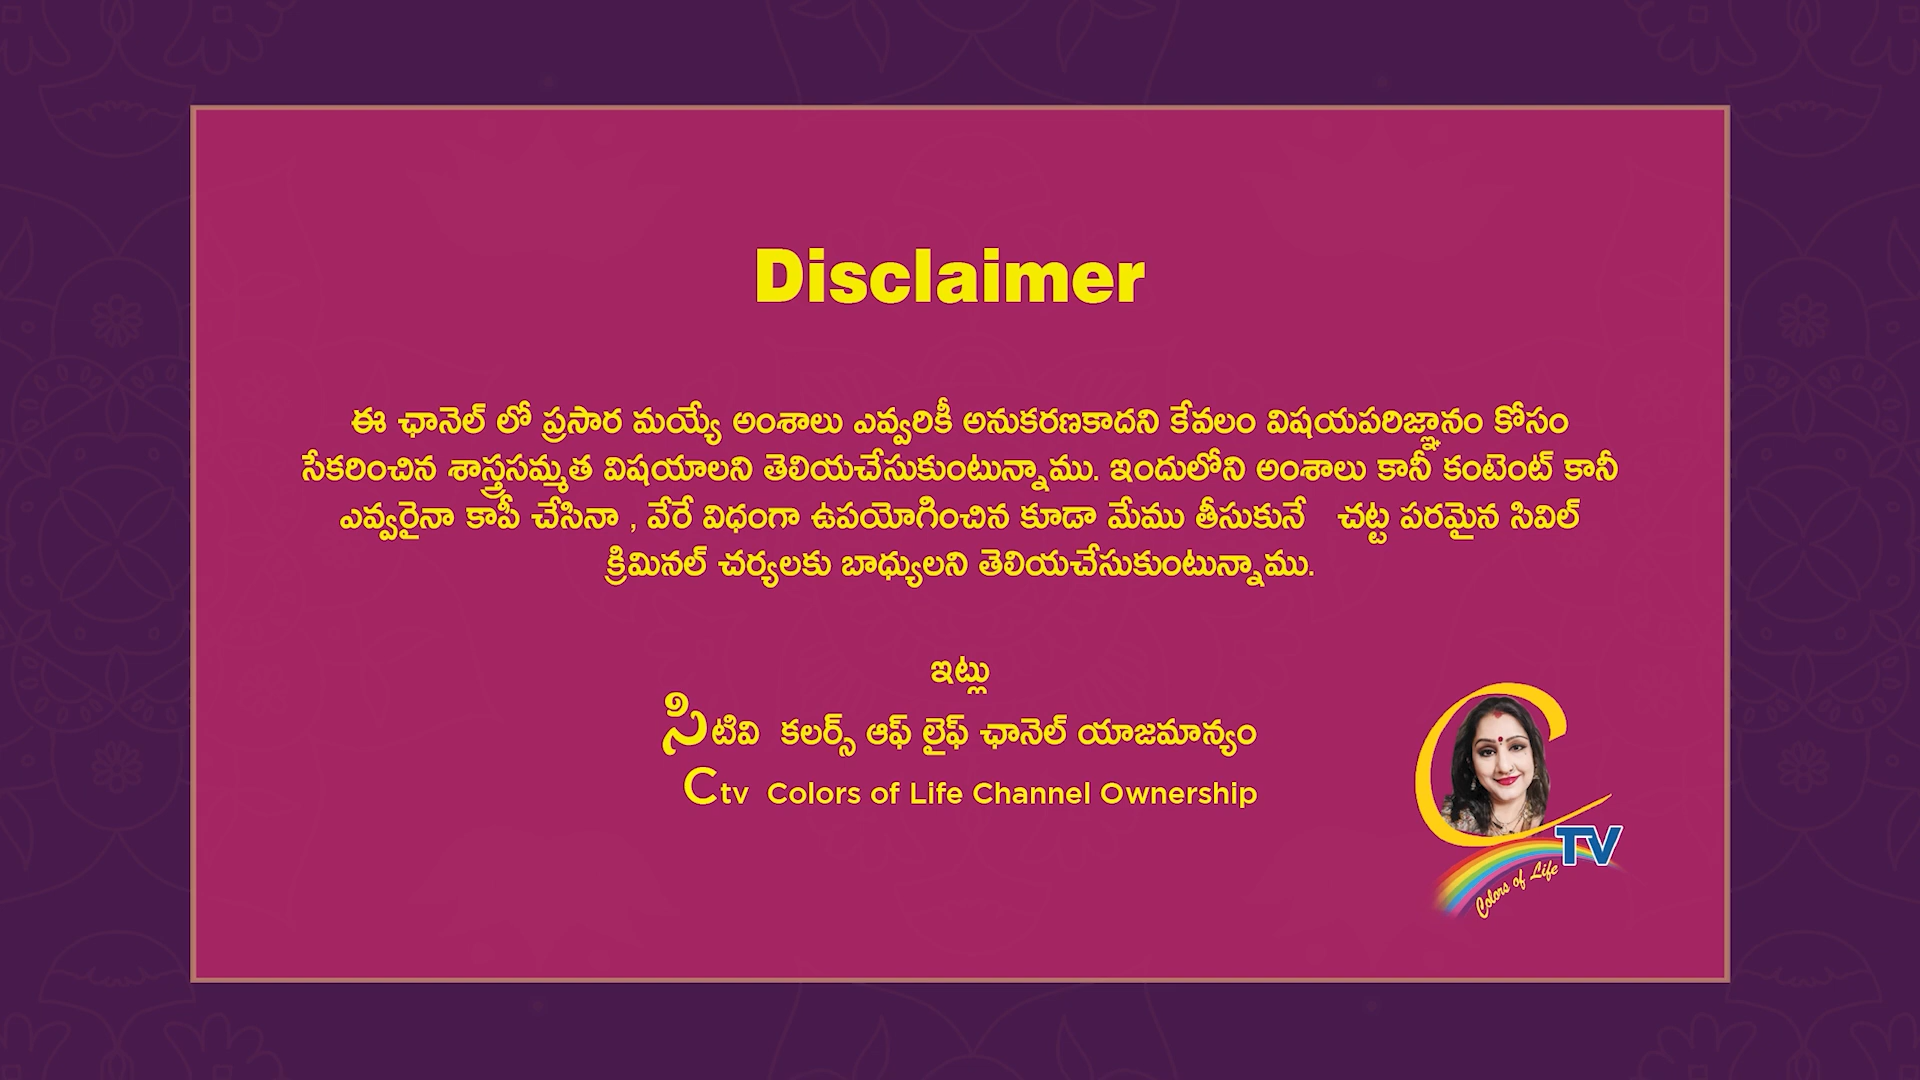 Disclaimer
ఈ ఛానెల్ లో ప్రసార మయ్యే అంశాలు ఎవ్వరికీ అనుకరణకాదని కేవలం విషయపరిజ్ఞానం కోసం
సేకరించిన శాస్త్రసమ్మత విషయాలని తెలియచేసుకుంటున్నాము. ఇందులోని అంశాలు కానీ కంటెంట్ కానీ
ఎవ్వరైనా కాపీ చేసినా , వేరే విధంగా ఉపయోగించిన కూడా మేము తీసుకునే చట్ట పరమైన సివిల్
క్రిమినల్ చర్యలకు బాధ్యులని తెలియచేసుకుంటున్నాము.
ఇట్లు
సిటివి కలర్స్ ఆఫ్ లైఫ్ ఛానెల్ యాజమాన్యం
Ctv Colors of Life Channel Ownership
C TV
Colors of Life